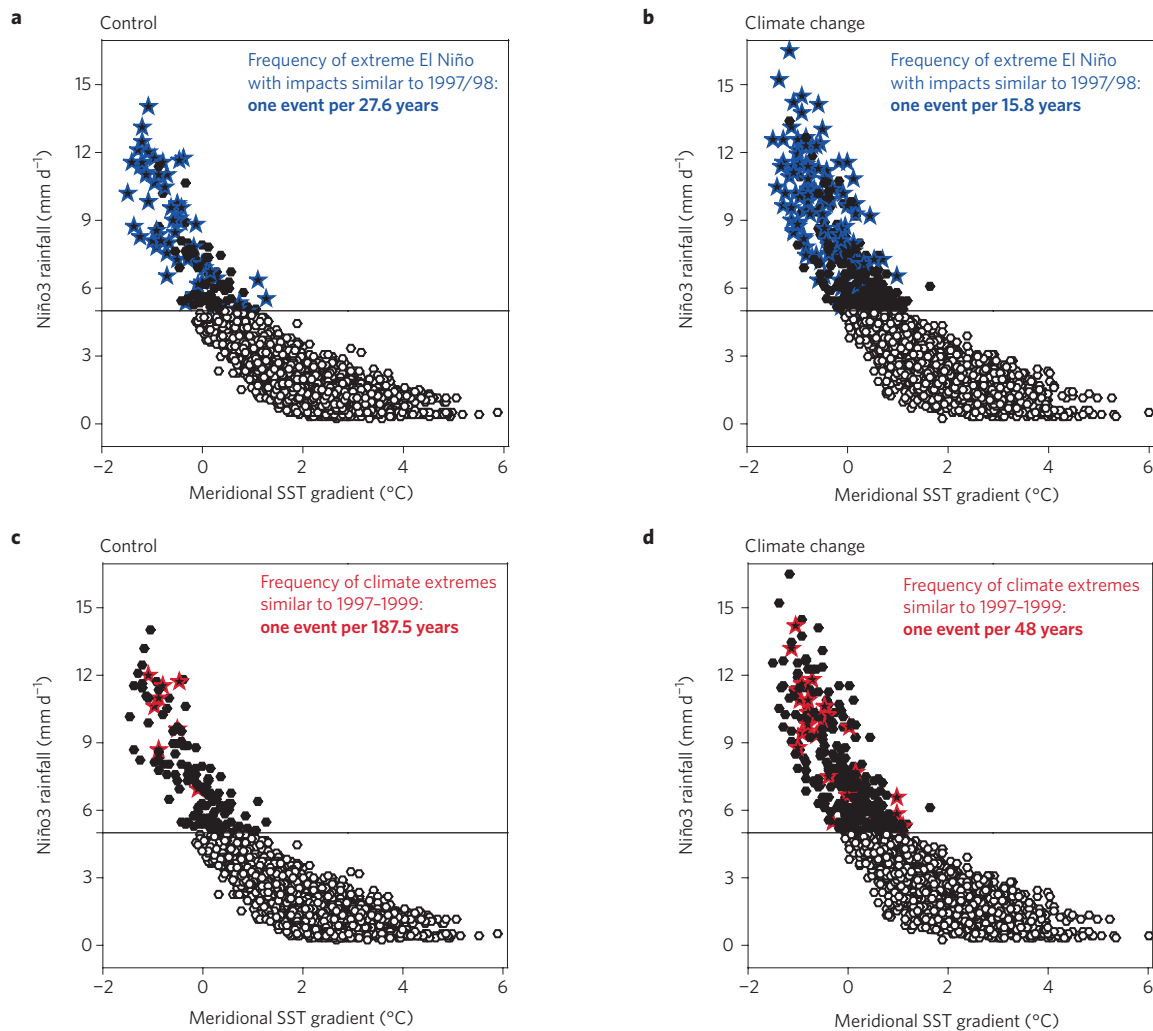 a
Control
Frequency of extreme El Niño
with impacts similar to 1997/98:
one event per 27.6 years
Niño3 rainfall (mm d⁻¹)
15
12
9
6
3
0
−2
0
2
4
6
Meridional SST gradient (°C)
b
Climate change
Frequency of extreme El Niño
with impacts similar to 1997/98:
one event per 15.8 years
Niño3 rainfall (mm d⁻¹)
15
12
9
6
3
0
−2
0
2
4
6
Meridional SST gradient (°C)
c
Control
Frequency of climate extremes
similar to 1997–1999:
one event per 187.5 years
Niño3 rainfall (mm d⁻¹)
15
12
9
6
3
0
−2
0
2
4
6
Meridional SST gradient (°C)
d
Climate change
Frequency of climate extremes
similar to 1997–1999:
one event per 48 years
Niño3 rainfall (mm d⁻¹)
15
12
9
6
3
0
−2
0
2
4
6
Meridional SST gradient (°C)